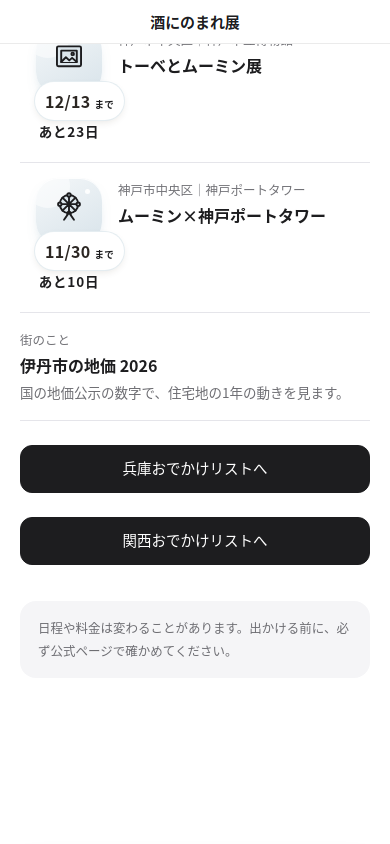 酒にのまれ展
トーベとムーミン展
12/13 まで
あと23日
神戸市中央区｜神戸ポートタワー
ムーミン×神戸ポートタワー
11/30 まで
あと10日
街のこと
伊丹市の地価 2026
国の地価公示の数字で、住宅地の1年の動きを見ます。
兵庫おでかけリストへ
関西おでかけリストへ
日程や料金は変わることがあります。出かける前に、必
ず公式ページで確かめてください。